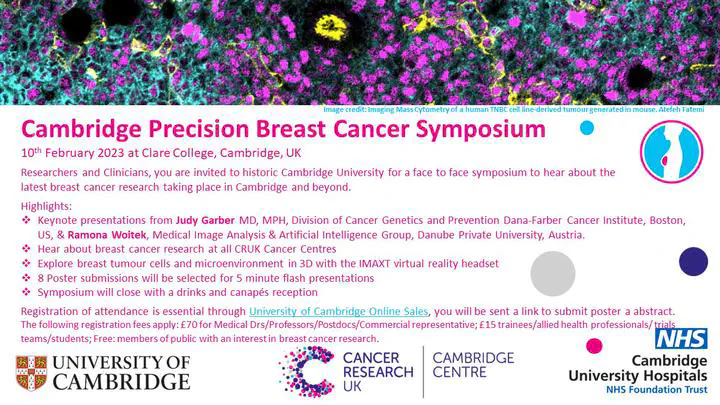 Image credit: Imaging Mass Cytometry of a human TNBC cell line-derived tumour generated in mouse. Atefeh Fatemi
Cambridge Precision Breast Cancer Symposium
10th February 2023 at Clare College, Cambridge, UK
Researchers and Clinicians, you are invited to historic Cambridge University for a face to face symposium to hear about the
latest breast cancer research taking place in Cambridge and beyond.
Highlights:
❖ Keynote presentations from Judy Garber MD, MPH, Division of Cancer Genetics and Prevention Dana-Farber Cancer Institute, Boston,
US, & Ramona Woitek, Medical Image Analysis & Artificial Intelligence Group, Danube Private University, Austria.
❖ Hear about breast cancer research at all CRUK Cancer Centres
❖ Explore breast tumour cells and microenvironment in 3D with the IMAXT virtual reality headset
❖ 8 Poster submissions will be selected for 5 minute flash presentations
❖ Symposium will close with a drinks and canapés reception
Registration of attendance is essential through University of Cambridge Online Sales, you will be sent a link to submit poster a abstract.
The following registration fees apply: £70 for Medical Drs/Professors/Postdocs/Commercial representative; £15 trainees/allied health professionals/ trials
teams/students; Free: members of public with an interest in breast cancer research.
UNIVERSITY OF
CAMBRIDGE
CANCER
RESEARCH
UK
CAMBRIDGE
CENTRE
NHS
Cambridge
University Hospitals
NHS Foundation Trust